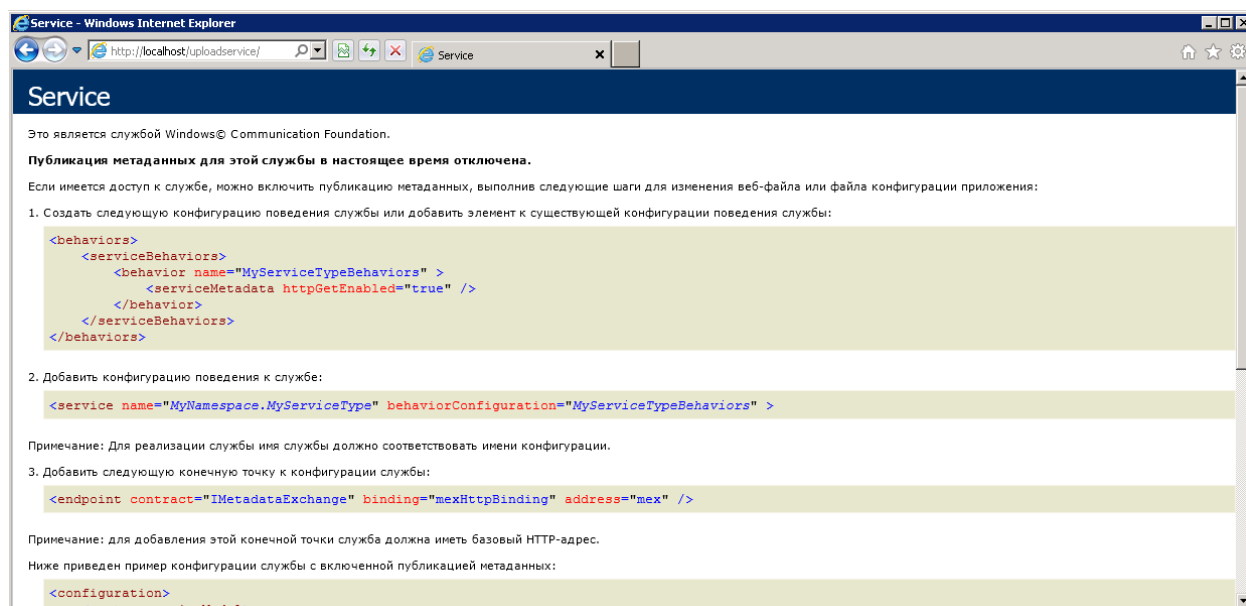 Service - Windows Internet Explorer
http://localhost/uploadservice/
Service
Service
Это является службой Windows© Communication Foundation.
Публикация метаданных для этой службы в настоящее время отключена.
Если имеется доступ к службе, можно включить публикацию метаданных, выполнив следующие шаги для изменения веб-файла или файла конфигурации приложения:
1. Создать следующую конфигурацию поведения службы или добавить элемент к существующей конфигурации поведения службы:
<behaviors>
<serviceBehaviors>
<behavior name="MyServiceTypeBehaviors" >
<serviceMetadata httpGetEnabled="true" />
</behavior>
</serviceBehaviors>
</behaviors>
2. Добавить конфигурацию поведения к службе:
<service name="MyNamespace.MyServiceType" behaviorConfiguration="MyServiceTypeBehaviors" >
Примечание: Для реализации службы имя службы должно соответствовать имени конфигурации.
3. Добавить следующую конечную точку к конфигурации службы:
<endpoint contract="IMetadataExchange" binding="mexHttpBinding" address="mex" />
Примечание: для добавления этой конечной точки служба должна иметь базовый HTTP-адрес.
Ниже приведен пример конфигурации службы с включенной публикацией метаданных:
<configuration>